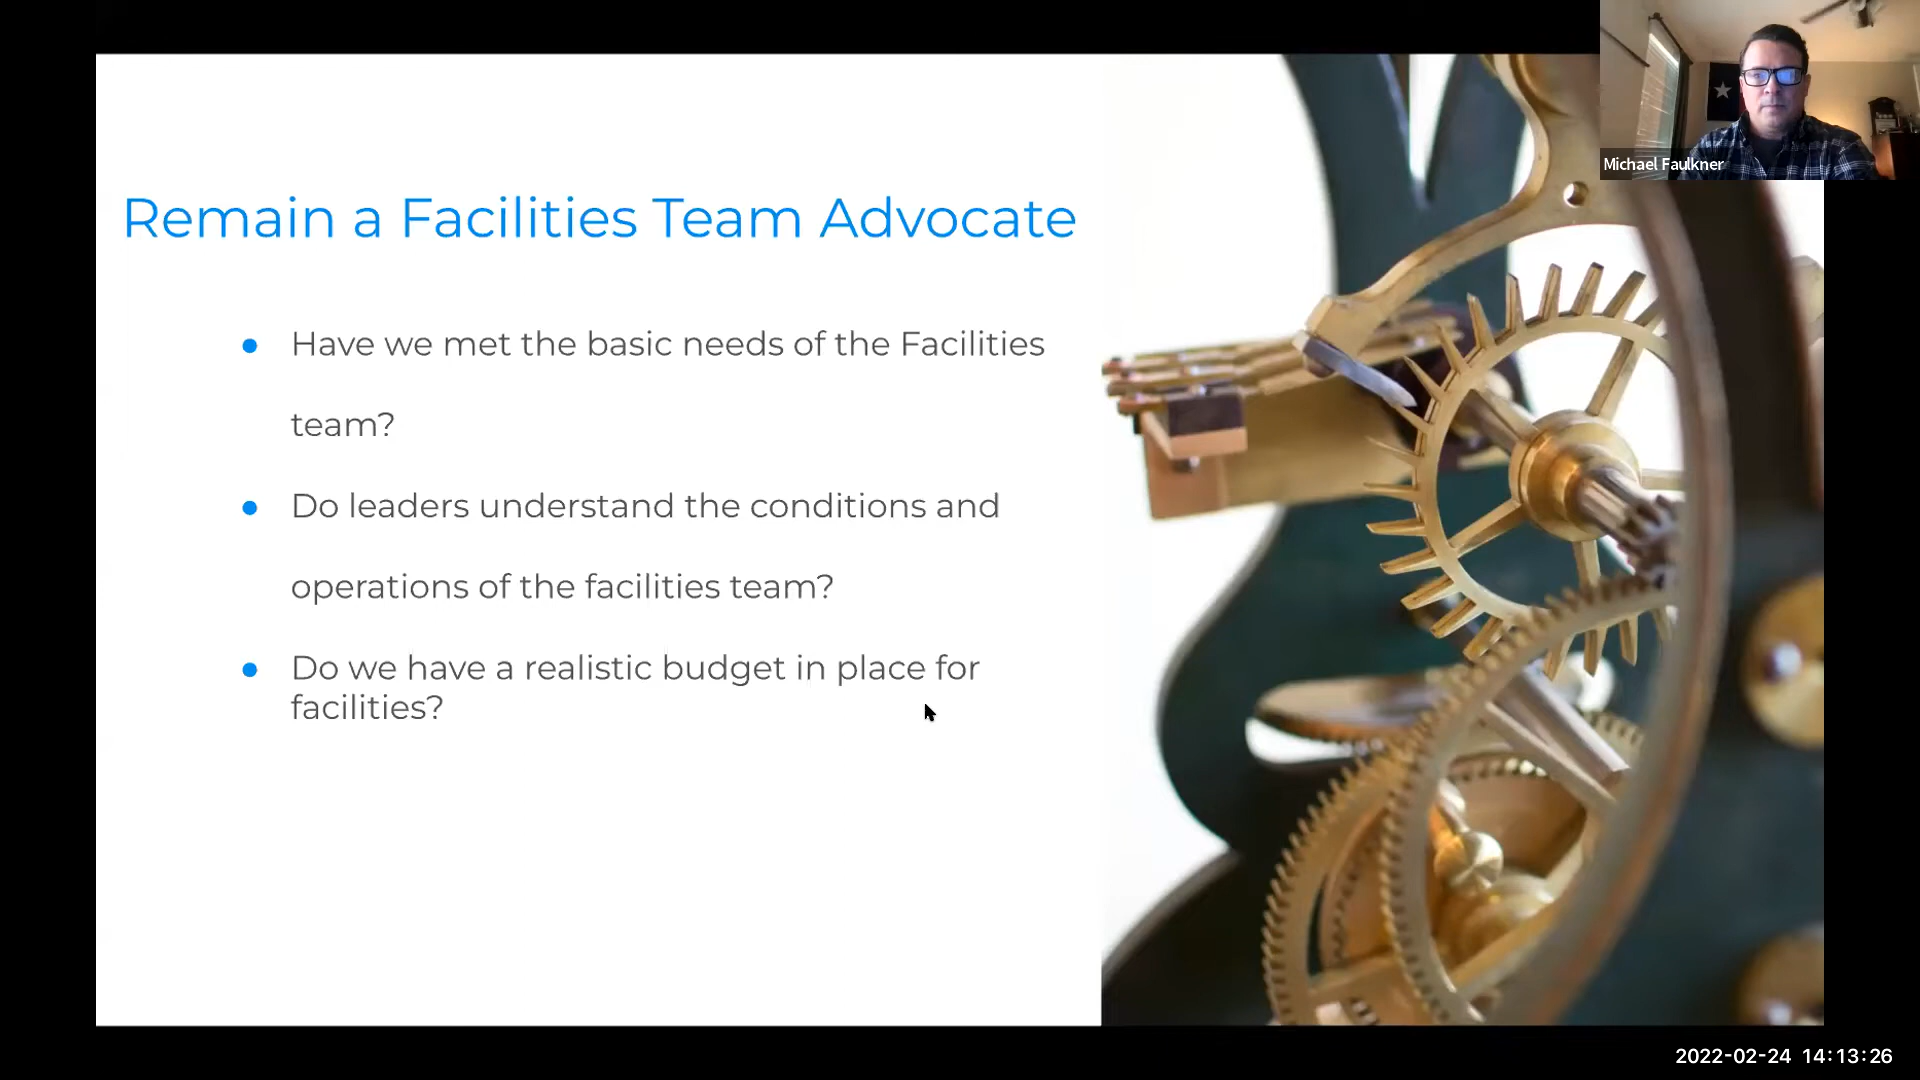 Michael Faulkner
Remain a Facilities Team Advocate
● Have we met the basic needs of the Facilities
team?
● Do leaders understand the conditions and
operations of the facilities team?
● Do we have a realistic budget in place for
facilities?
2022-02-24 14:13:26